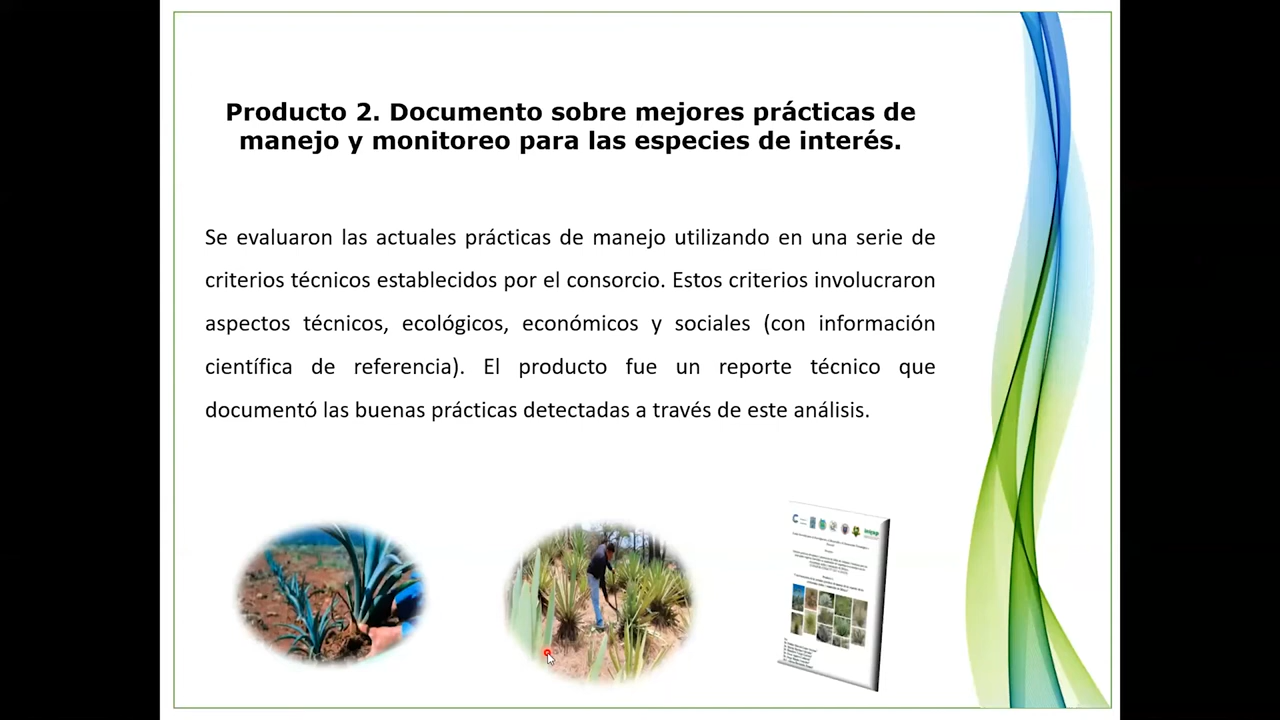 Producto 2. Documento sobre mejores prácticas de
manejo y monitoreo para las especies de interés.
Se evaluaron las actuales prácticas de manejo utilizando en una serie de
criterios técnicos establecidos por el consorcio. Estos criterios involucraron
aspectos técnicos, ecológicos, económicos y sociales (con información
científica de referencia). El producto fue un reporte técnico que
documentó las buenas prácticas detectadas a través de este análisis.